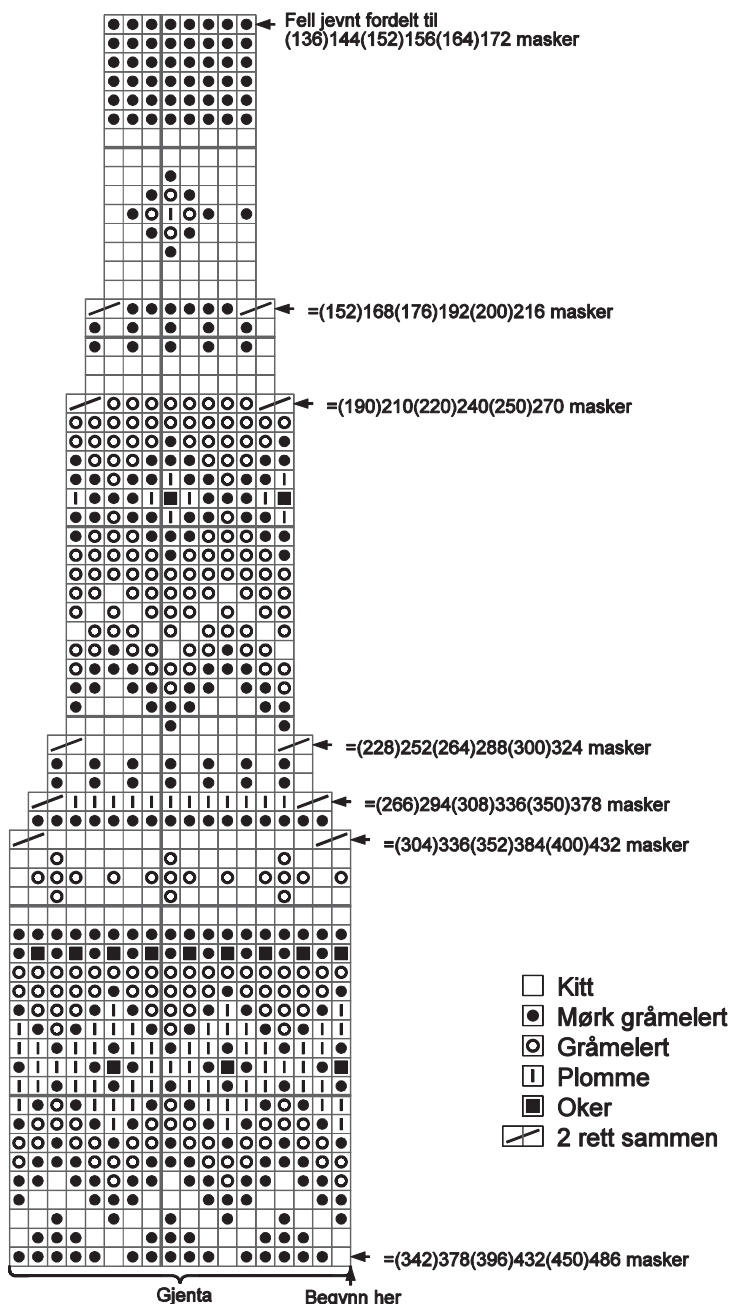 Fell jevnt fordelt til
(136)144(152)156(164)172 masker
=(152)168(176)192(200)216 masker
=(190)210(220)240(250)270 masker
=(228)252(264)288(300)324 masker
=(266)294(308)336(350)378 masker
=(304)336(352)384(400)432 masker
Kitt
Mørk gråmelert
Gråmelert
Plomme
Oker
2 rett sammen
=(342)378(396)432(450)486 masker
Gjenta
Begynn her